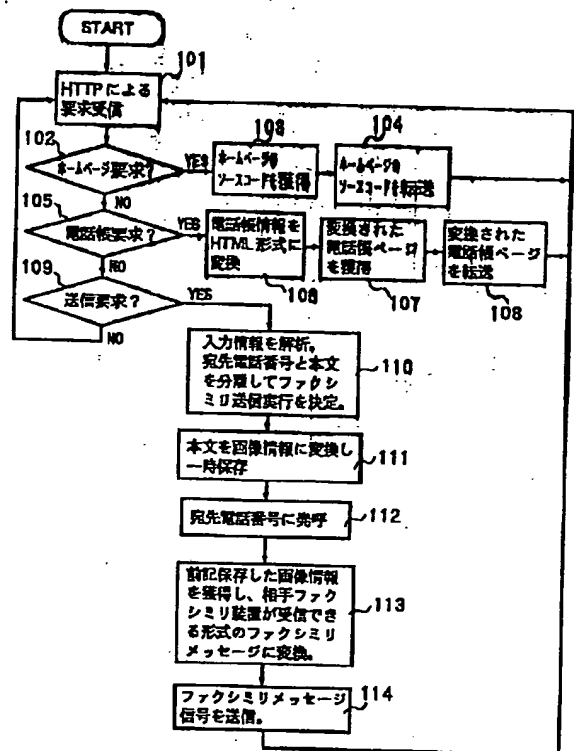 START
101
HTTPによる
要求受信
102
ホームページ要求?
YES
103
ホームページの
ソースコードを獲得
104
ホームページの
ソースコードを転送
NO
105
電話帳要求?
YES
電話帳情報を
HTML形式に
変換
106
変換された
電話帳ページ
を獲得
107
変換された
電話帳ページ
を転送
108
NO
109
送信要求?
YES
NO
入力情報を解析。
宛先電話番号と本文
を分離してファクシ
ミリ送信実行を決定。
110
本文を画像情報に変換し
一時保存
111
宛先電話番号に発呼
112
前記保存した画像情報
を獲得し、相手ファク
シミリ装置が受信でき
る形式のファクシミリ
メッセージに変換。
113
ファクシミリメッセージ
信号を送信。
114